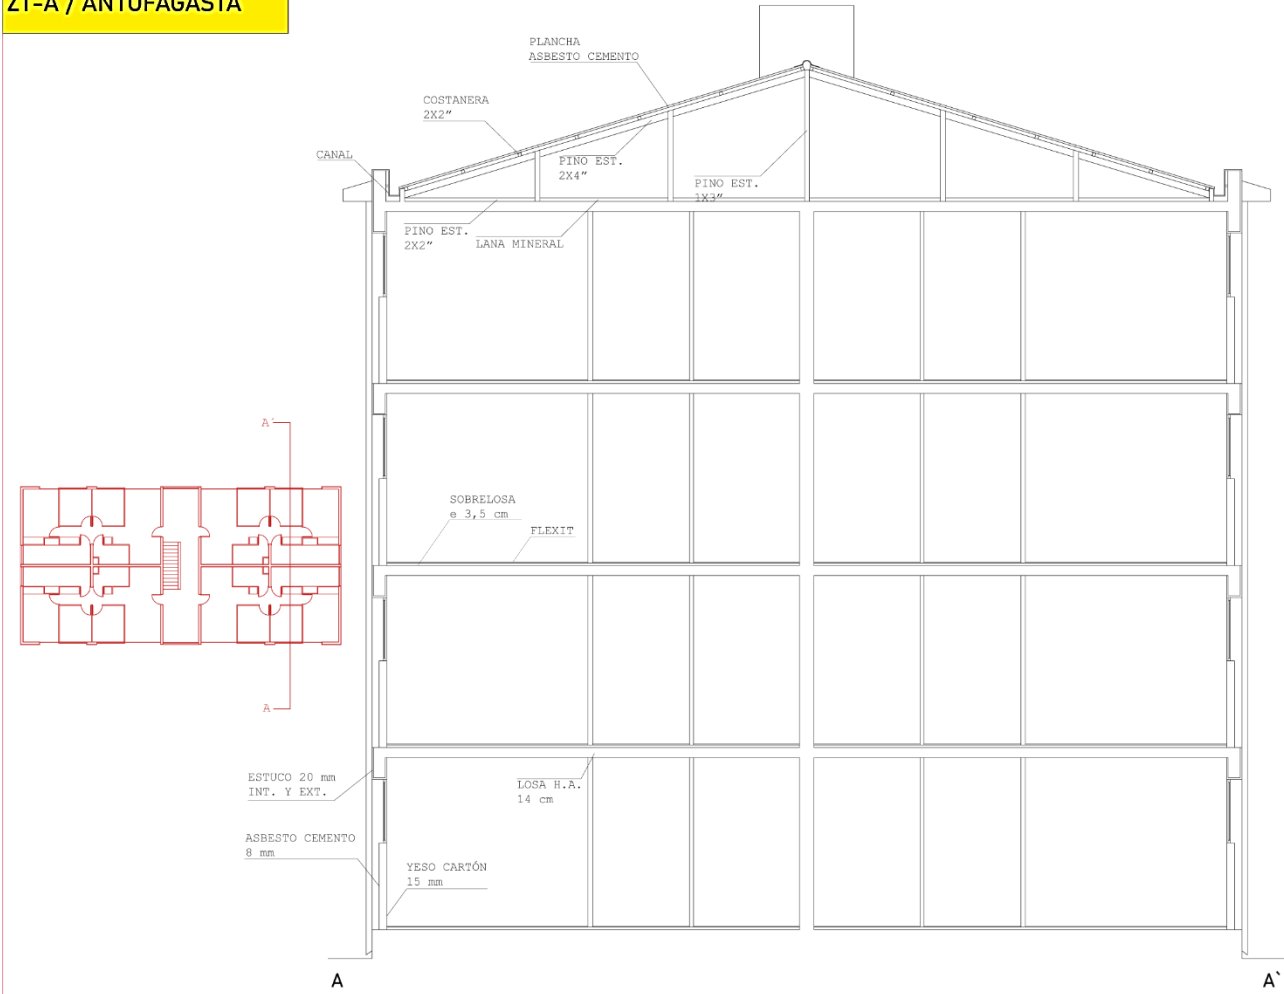 ZT-A / ANTOFAGASTA
PLANCHA
ASBESTO CEMENTO
COSTANERA
2X2"
CANAL
PINO EST.
2X4"
PINO EST.
1X3"
PINO EST.
2X2"
LANA MINERAL
A´
SOBRELOSA
e 3,5 cm
FLEXIT
A
ESTUCO 20 mm
INT. Y EXT.
LOSA H.A.
14 cm
ASBESTO CEMENTO
8 mm
YESO CARTÓN
15 mm
A
A`